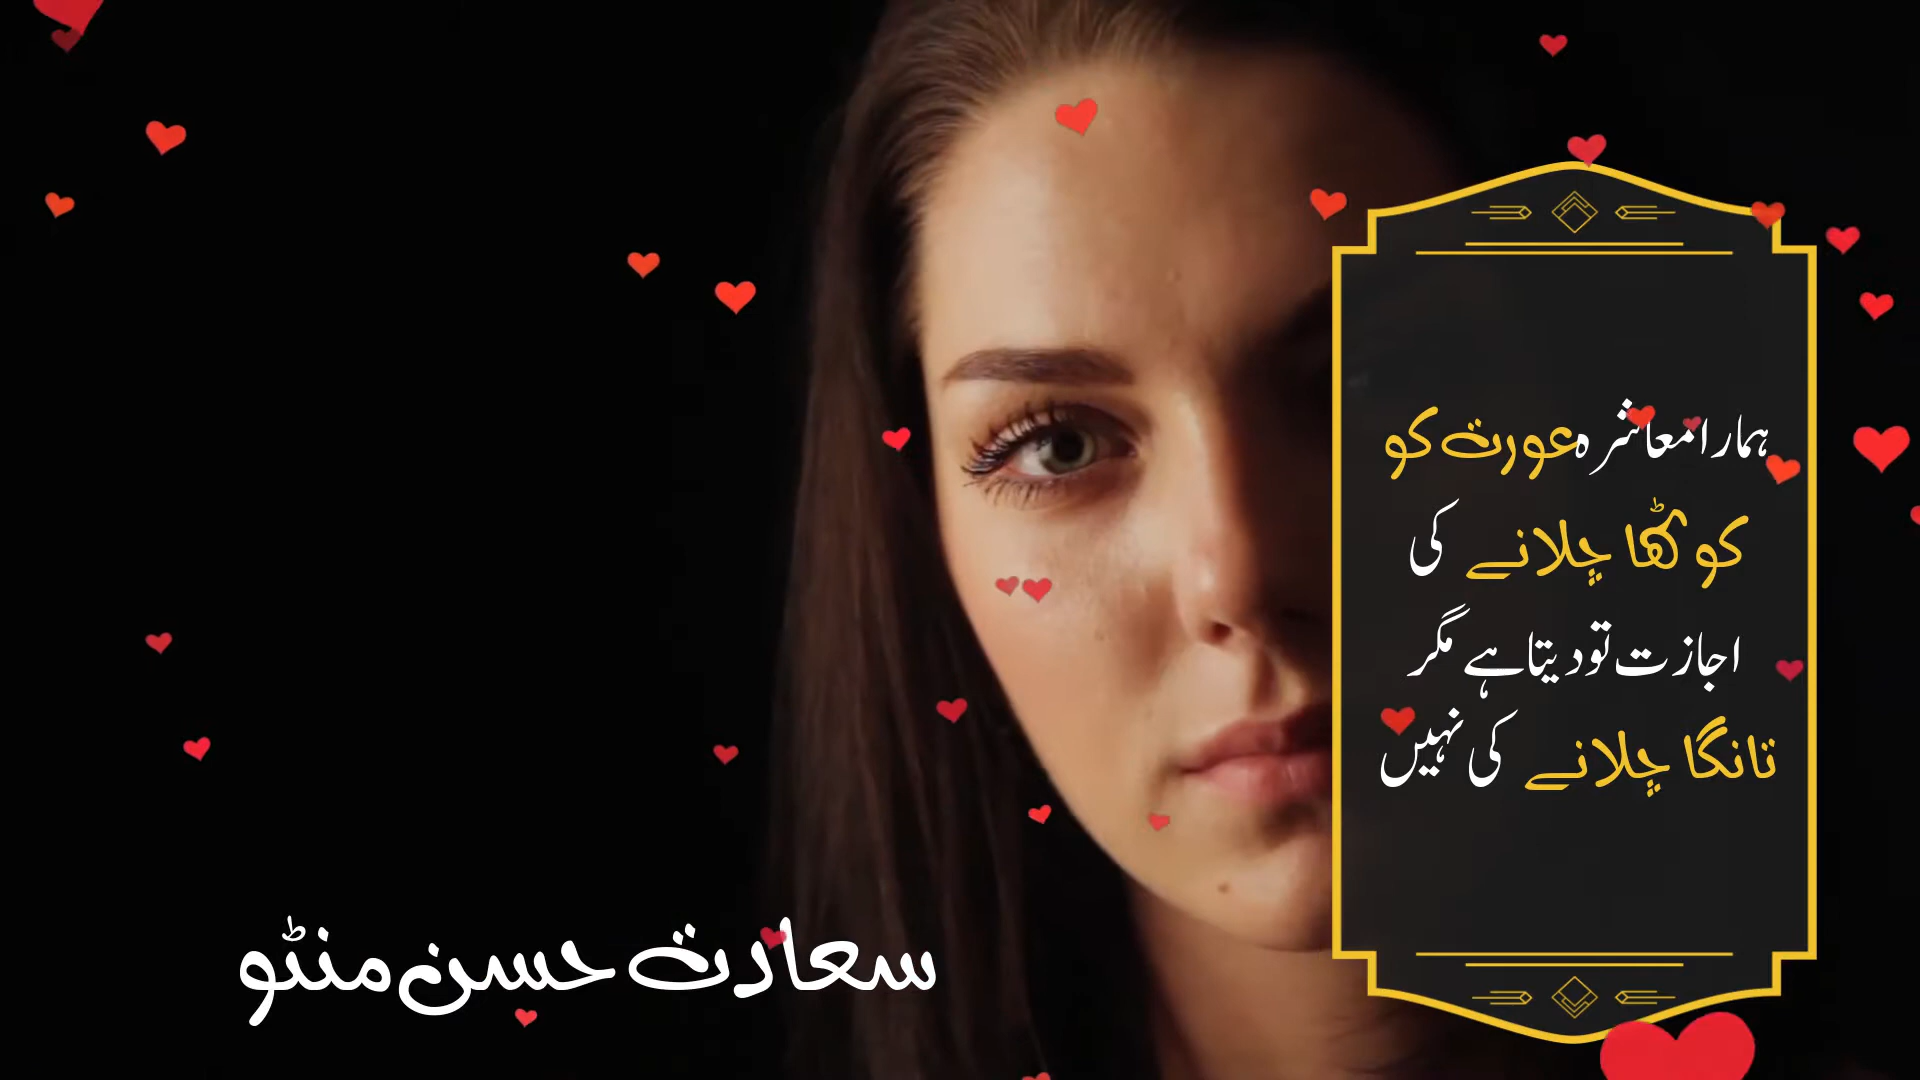 ہمارا معاشرہ عورت کو
کوٹھا چلانے کی
اجازت تو دیتا ہے مگر
تانگا چلانے کی نہیں
سعادت حسن منٹو